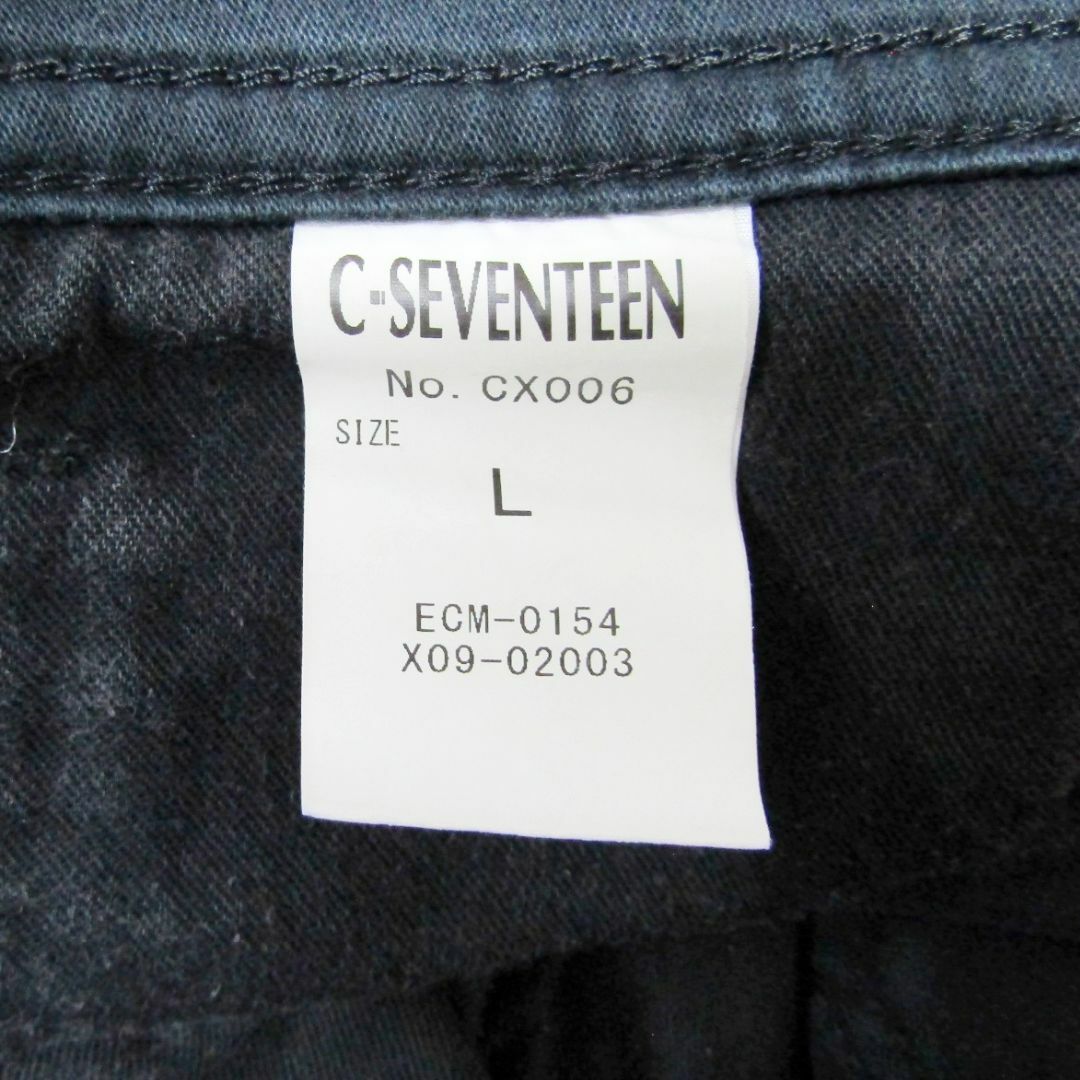 C-SEVENTEEN
No. CX006
SIZE
L
ECM-0154
X09-02003